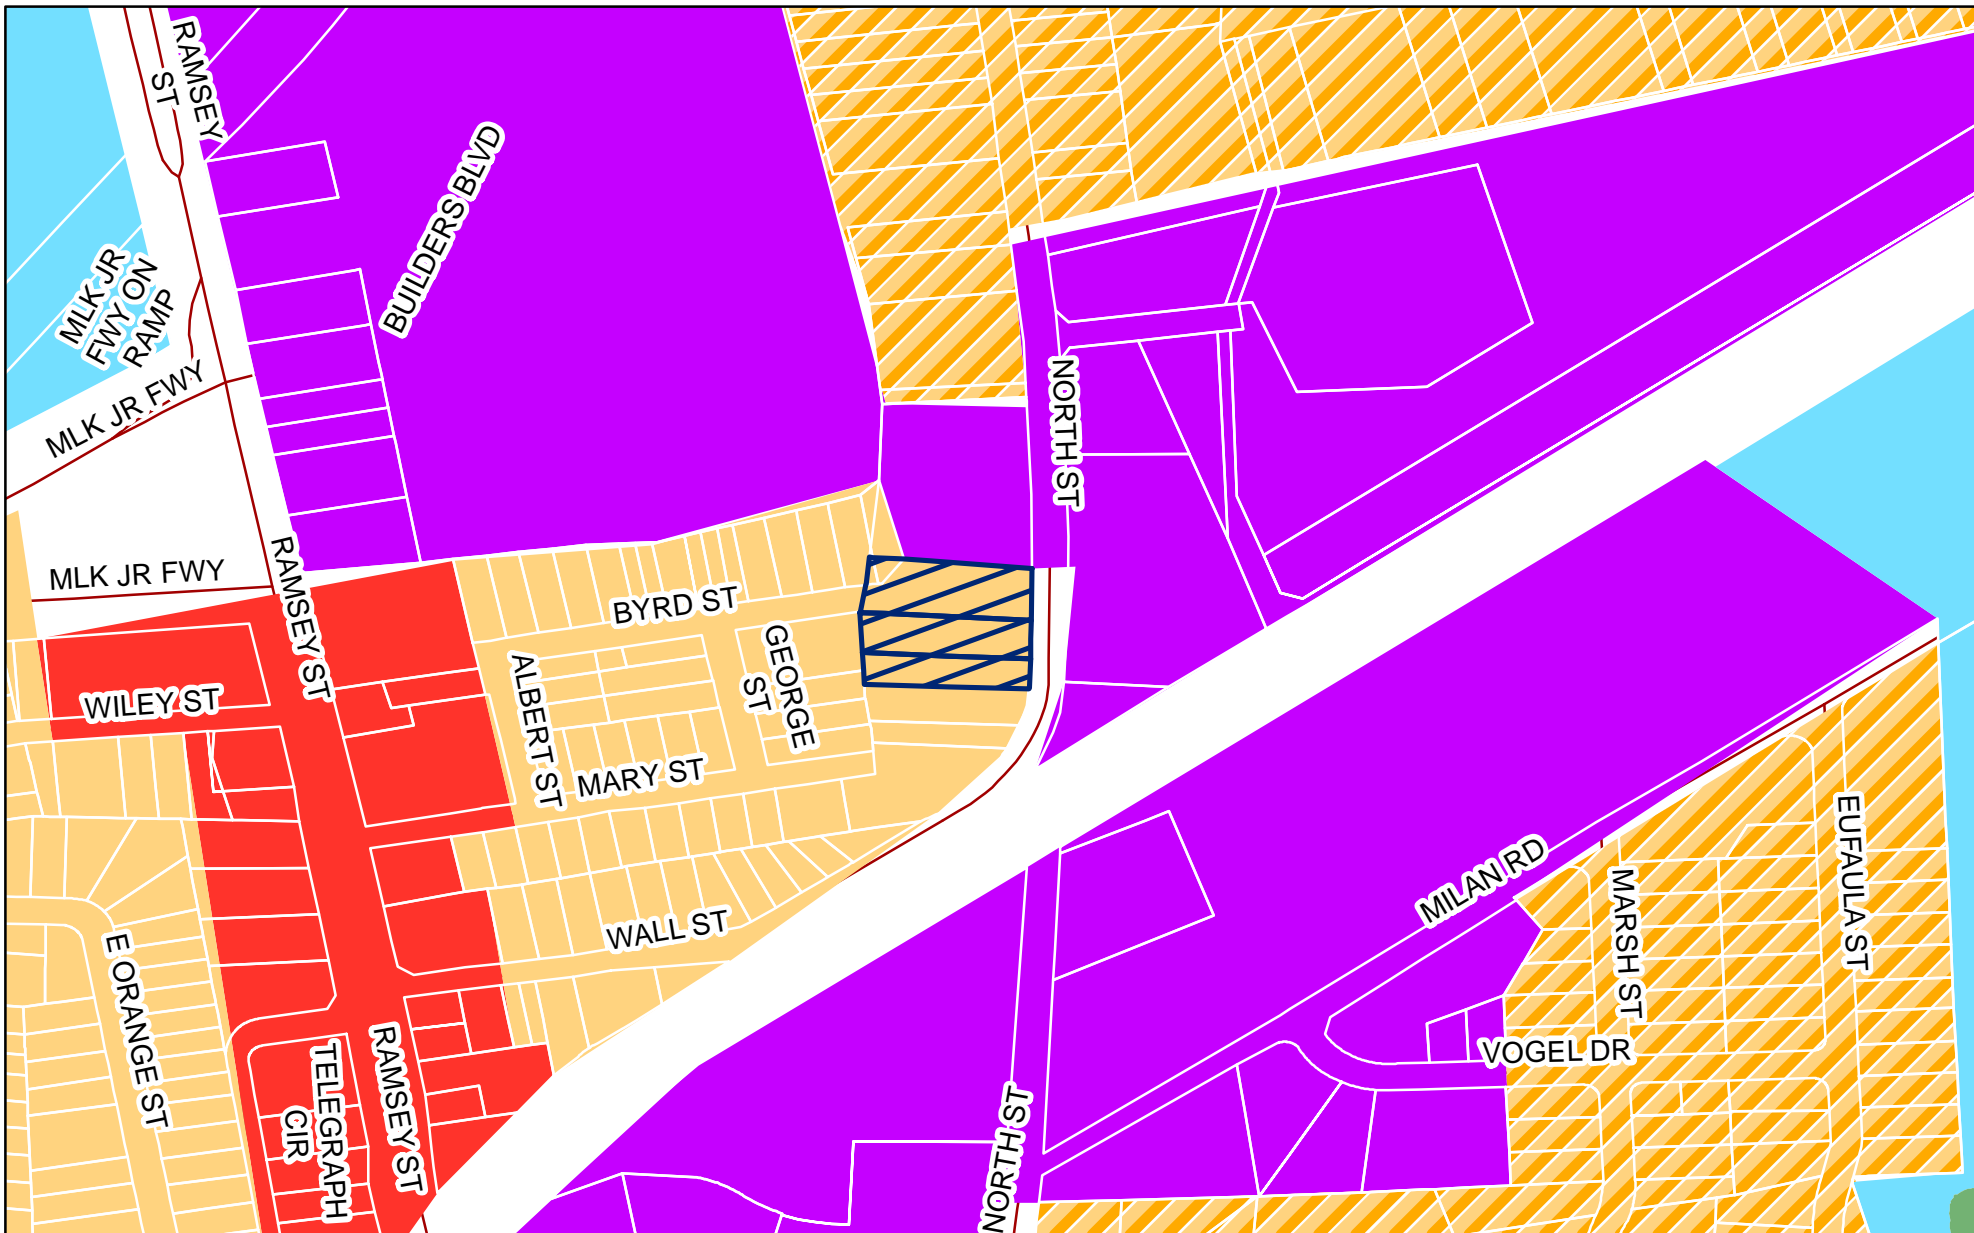 RAMSEY
ST
BUILDERS BLVD
MLK JR
FWY ON
RAMP
MLK JR FWY
NORTH ST
MLK JR FWY
RAMSEY ST
BYRD ST
GEORGE
ST
WILEY ST
ALBERT ST
MARY ST
WALL ST
E ORANGE ST
MILAN RD
MARSH ST
EUFAULA ST
VOGEL DR
RAMSEY ST
TELEGRAPH
CIR
NORTH ST